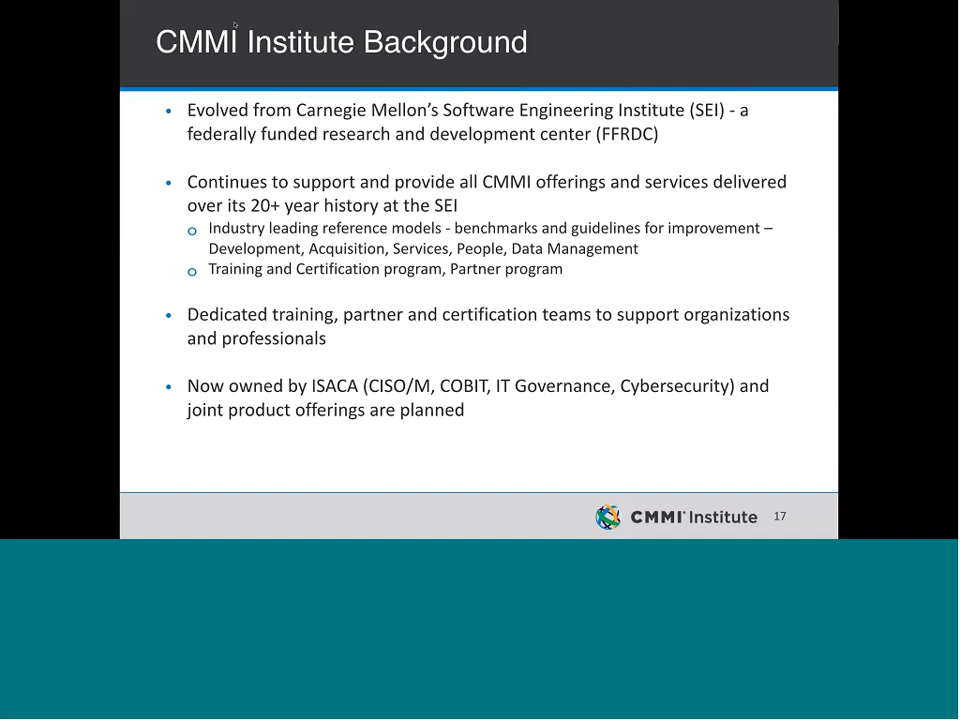 CMMI Institute Background
• Evolved from Carnegie Mellon's Software Engineering Institute (SEI) - a
federally funded research and development center (FFRDC)
• Continues to support and provide all CMMI offerings and services delivered
over its 20+ year history at the SEI
o Industry leading reference models - benchmarks and guidelines for improvement –
Development, Acquisition, Services, People, Data Management
o Training and Certification program, Partner program
• Dedicated training, partner and certification teams to support organizations
and professionals
• Now owned by ISACA (CISO/M, COBIT, IT Governance, Cybersecurity) and
joint product offerings are planned
CMMI® Institute 17